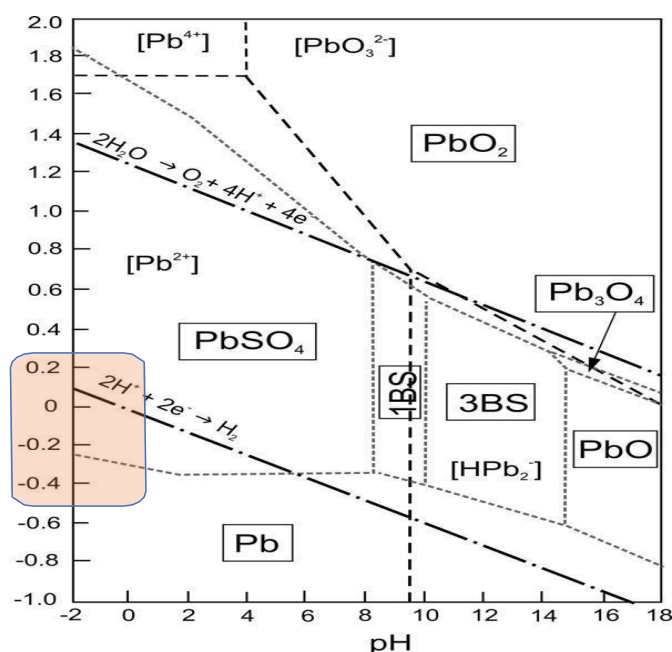 2.0
1.8
1.6
1.4
1.2
1.0
0.8
0.6
0.4
0.2
0
-0.2
-0.4
-0.6
-0.8
-1.0
[Pb⁴⁺]
[PbO₃²⁻]
PbO₂
2H₂O → O₂ + 4H⁺ + 4e⁻
[Pb²⁺]
Pb₃O₄
PbSO₄
1BS
3BS
PbO
2H⁺ + 2e⁻ → H₂
[HPb₂⁻]
Pb
-2 0 2 4 6 8 10 12 14 16 18
pH